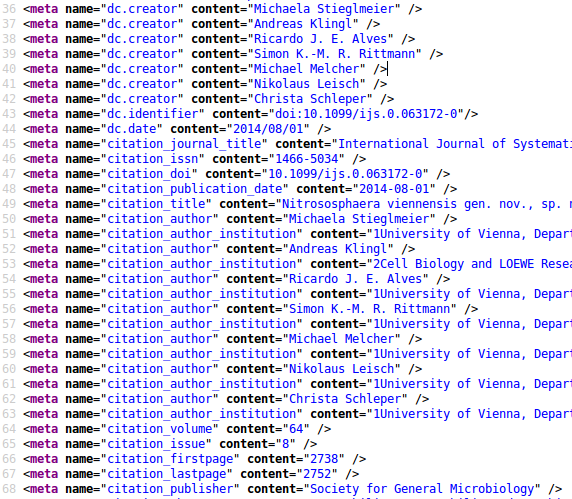 36 <meta name="dc.creator" content="Michaela Stieglmeier" />
37 <meta name="dc.creator" content="Andreas Klingl" />
38 <meta name="dc.creator" content="Ricardo J. E. Alves" />
39 <meta name="dc.creator" content="Simon K.-M. R. Rittmann" />
40 <meta name="dc.creator" content="Michael Melcher" />
41 <meta name="dc.creator" content="Nikolaus Leisch" />
42 <meta name="dc.creator" content="Christa Schleper" />
43 <meta name="dc.identifier" content="doi:10.1099/ijs.0.063172-0"/>
44 <meta name="dc.date" content="2014/08/01" />
45 <meta name="citation_journal_title" content="International Journal of Systemati
46 <meta name="citation_issn" content="1466-5034" />
47 <meta name="citation_doi" content="10.1099/ijs.0.063172-0" />
48 <meta name="citation_publication_date" content="2014-08-01" />
49 <meta name="citation_title" content="Nitrososphaera viennensis gen. nov., sp. n
50 <meta name="citation_author" content="Michaela Stieglmeier" />
51 <meta name="citation_author_institution" content="1University of Vienna, Depart
52 <meta name="citation_author" content="Andreas Klingl" />
53 <meta name="citation_author_institution" content="2Cell Biology and LOEWE Resea
54 <meta name="citation_author" content="Ricardo J. E. Alves" />
55 <meta name="citation_author_institution" content="1University of Vienna, Depart
56 <meta name="citation_author" content="Simon K.-M. R. Rittmann" />
57 <meta name="citation_author_institution" content="1University of Vienna, Depart
58 <meta name="citation_author" content="Michael Melcher" />
59 <meta name="citation_author_institution" content="1University of Vienna, Depart
60 <meta name="citation_author" content="Nikolaus Leisch" />
61 <meta name="citation_author_institution" content="1University of Vienna, Depart
62 <meta name="citation_author" content="Christa Schleper" />
63 <meta name="citation_author_institution" content="1University of Vienna, Depart
64 <meta name="citation_volume" content="64" />
65 <meta name="citation_issue" content="8" />
66 <meta name="citation_firstpage" content="2738" />
67 <meta name="citation_lastpage" content="2752" />
68 <meta name="citation_publisher" content="Society for General Microbiology" />